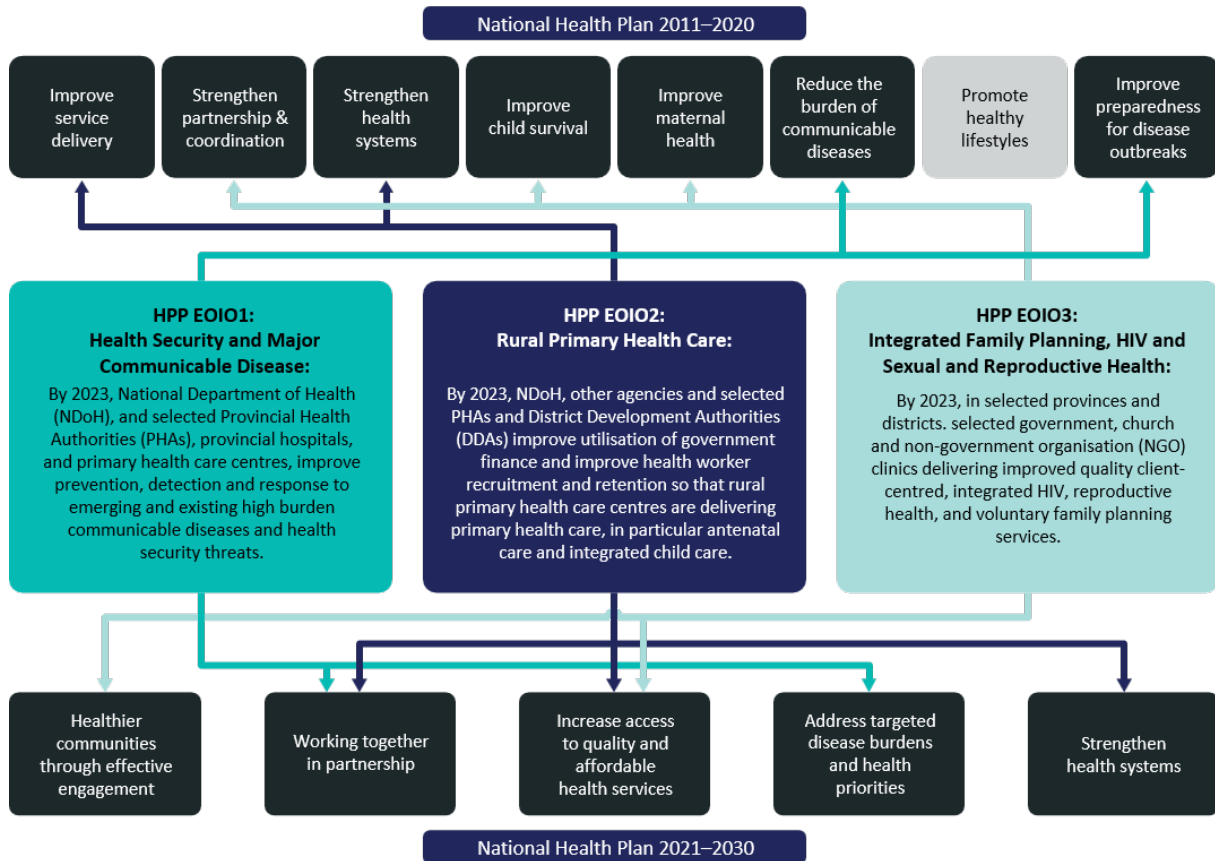 National Health Plan 2011–2020
Improve
service
delivery
Strengthen
partnership &
coordination
Strengthen
health
systems
Improve
child survival
Improve
maternal
health
Reduce the
burden of
communicable
diseases
Promote
healthy
lifestyles
Improve
preparedness
for disease
outbreaks
HPP EOIO1:
Health Security and Major
Communicable Disease:
By 2023, National Department of Health
(NDoH), and selected Provincial Health
Authorities (PHAs), provincial hospitals,
and primary health care centres, improve
prevention, detection and response to
emerging and existing high burden
communicable diseases and health
security threats.
HPP EOIO2:
Rural Primary Health Care:
By 2023, NDoH, other agencies and selected
PHAs and District Development Authorities
(DDAs) improve utilisation of government
finance and improve health worker
recruitment and retention so that rural
primary health care centres are delivering
primary health care, in particular antenatal
care and integrated child care.
HPP EOIO3:
Integrated Family Planning, HIV and
Sexual and Reproductive Health:
By 2023, in selected provinces and
districts. selected government, church
and non-government organisation (NGO)
clinics delivering improved quality client-
centred, integrated HIV, reproductive
health, and voluntary family planning
services.
Healthier
communities
through effective
engagement
Working together
in partnership
Increase access
to quality and
affordable
health services
Address targeted
disease burdens
and health
priorities
Strengthen
health systems
National Health Plan 2021–2030